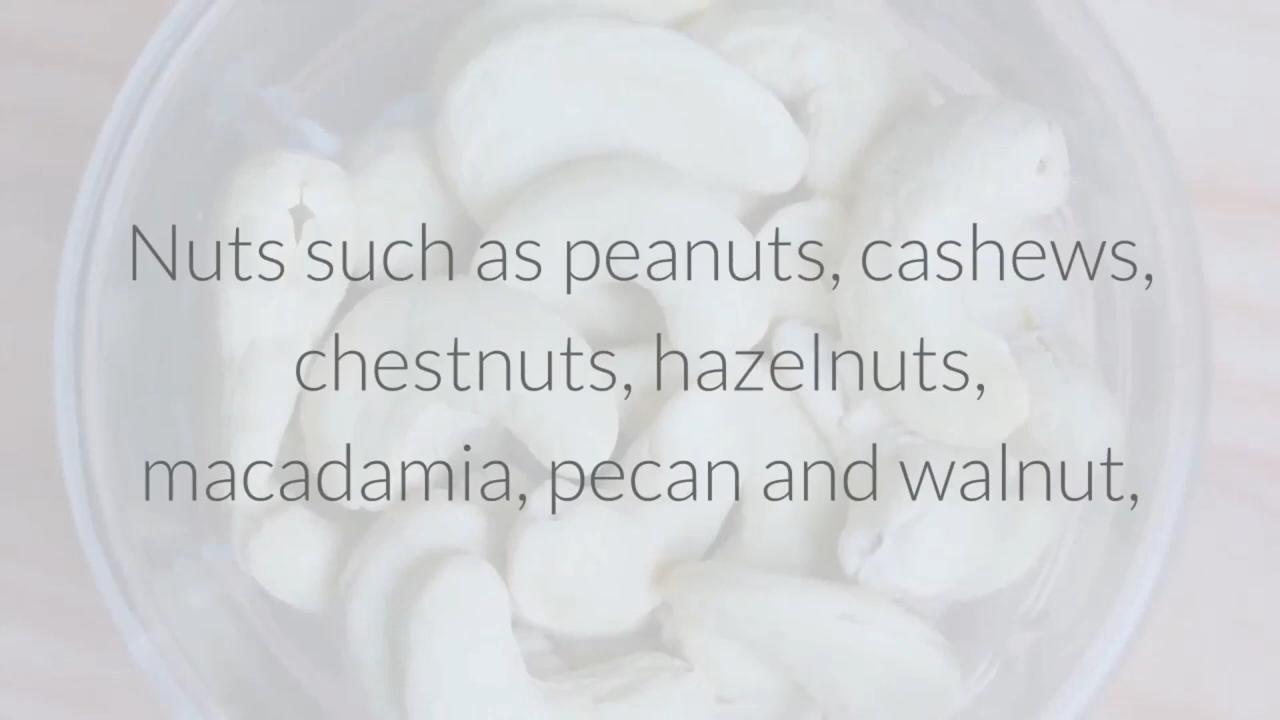 Nuts such as peanuts, cashews,
chestnuts, hazelnuts,
macadamia, pecan and walnut,